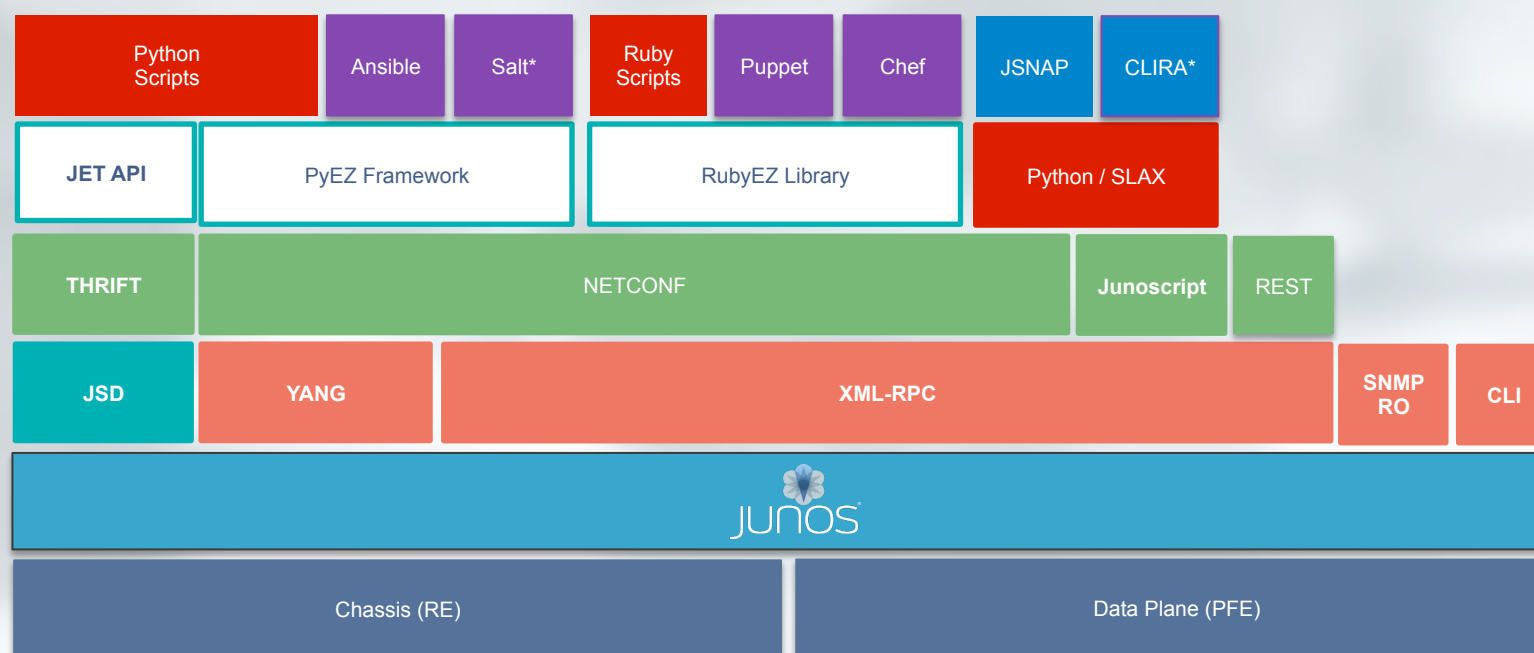 Python
Scripts
Ansible
Salt*
Ruby
Scripts
Puppet
Chef
JSNAP
CLIRA*
JET API
PyEZ Framework
RubyEZ Library
Python / SLAX
THRIFT
NETCONF
Junoscript
REST
JSD
YANG
XML-RPC
SNMP
RO
CLI
JUNOS
Chassis (RE)
Data Plane (PFE)